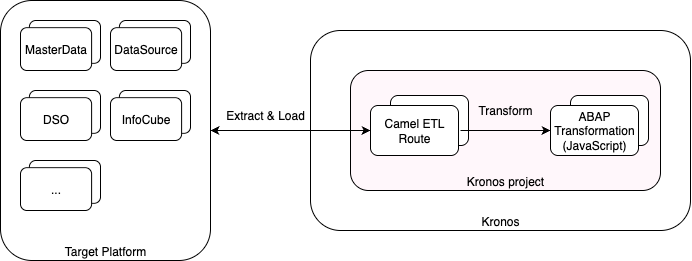 MasterData
DataSource
DSO
InfoCube
...
Target Platform
Extract & Load
Camel ETL
Route
Transform
ABAP
Transformation
(JavaScript)
Kronos project
Kronos